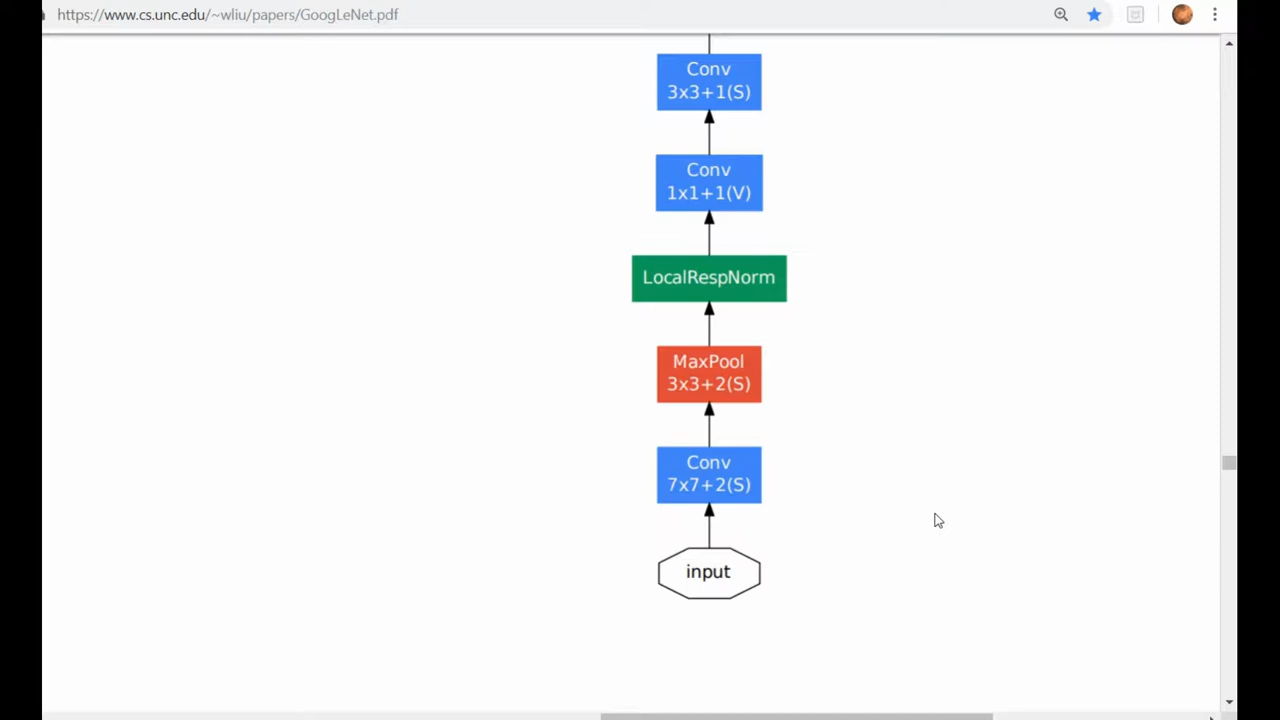 https://www.cs.unc.edu/~wliu/papers/GoogLeNet.pdf
Conv
3x3+1(S)
Conv
1x1+1(V)
LocalRespNorm
MaxPool
3x3+2(S)
Conv
7x7+2(S)
input